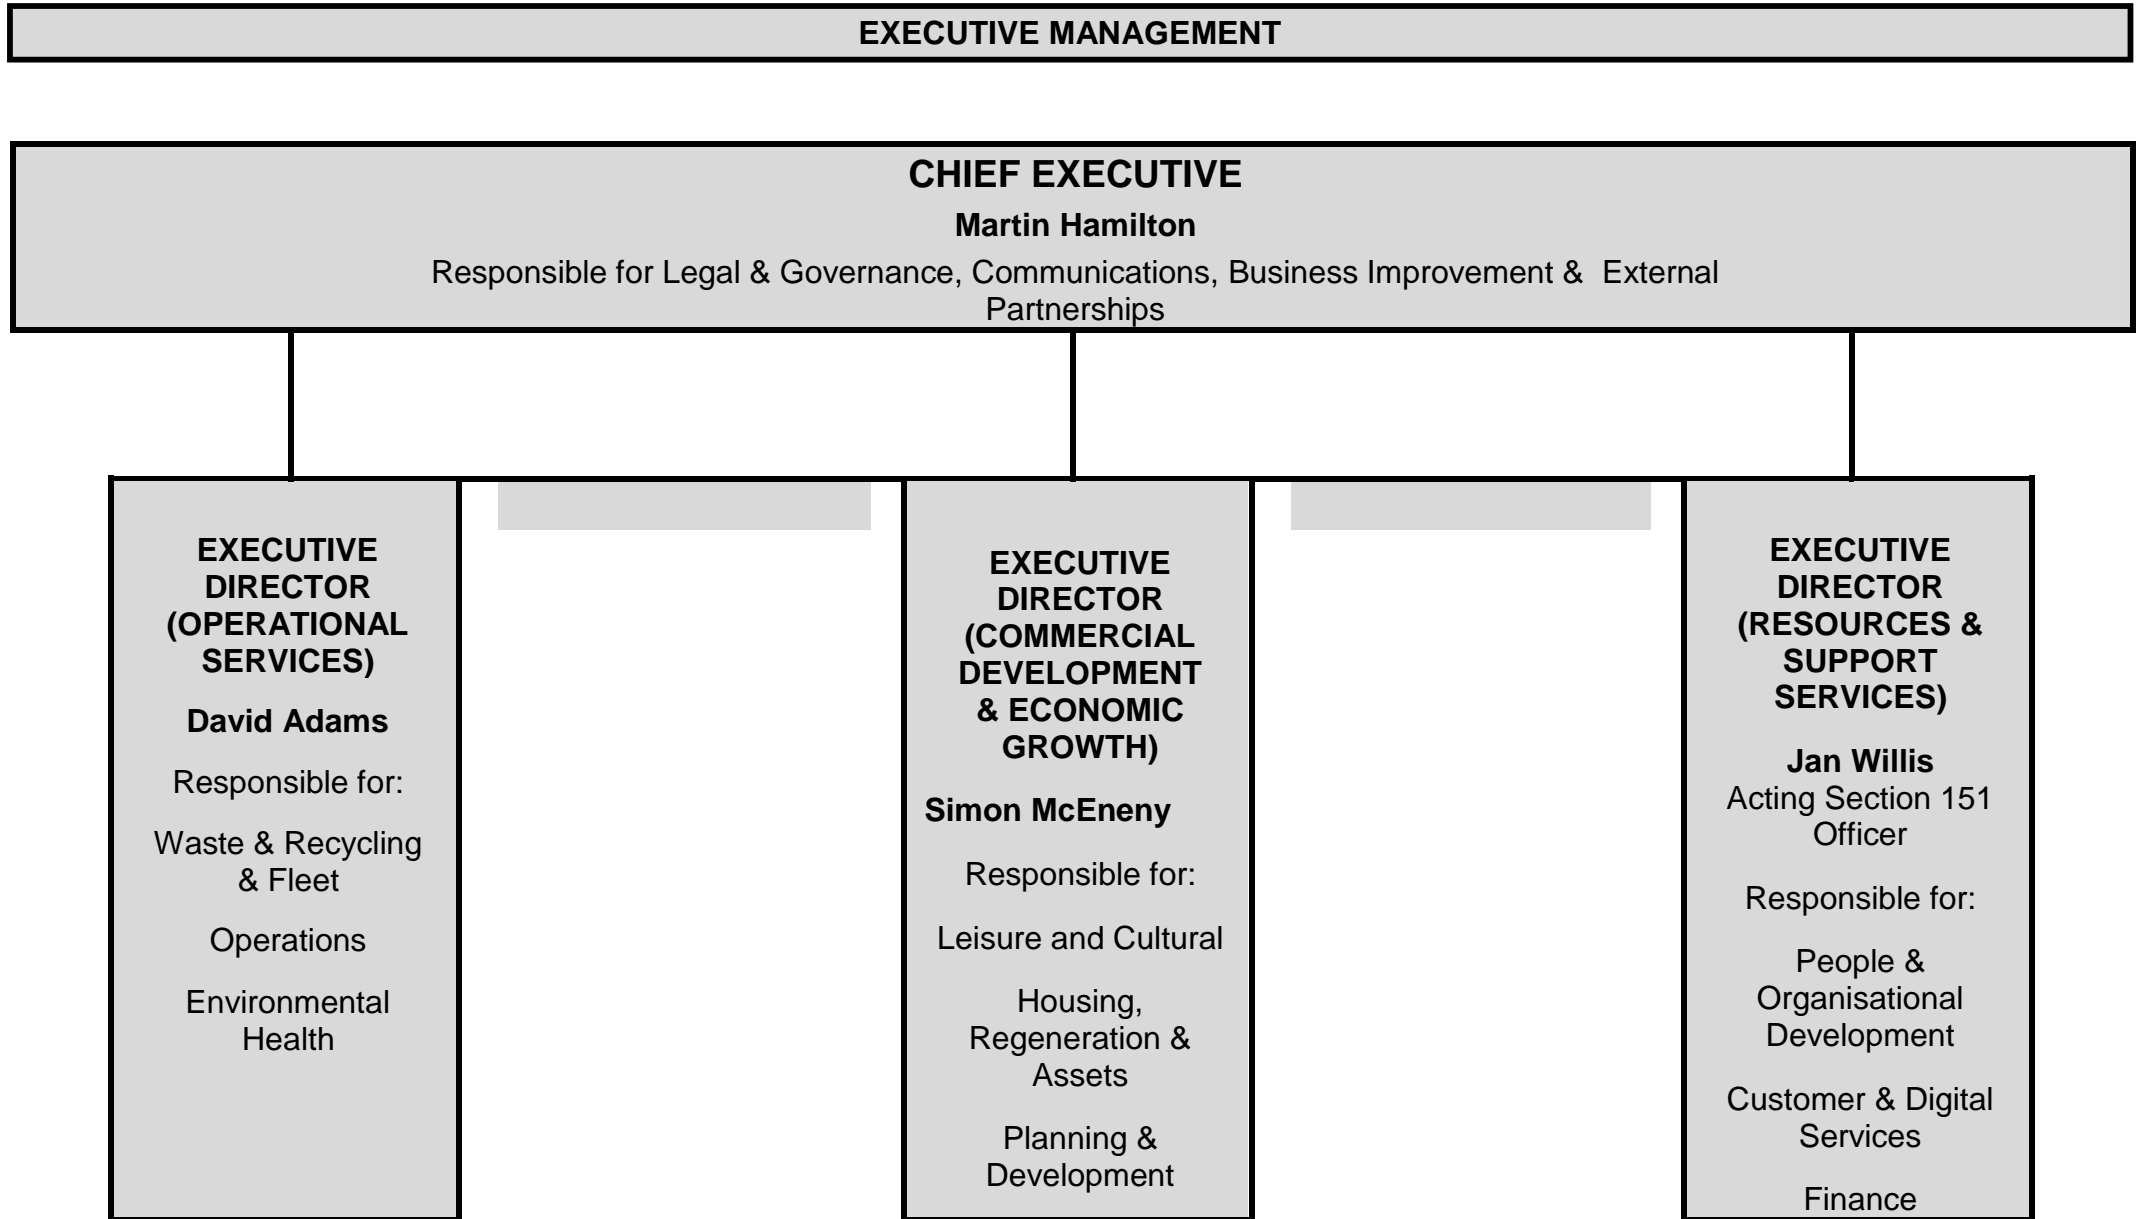 EXECUTIVE MANAGEMENT
CHIEF EXECUTIVE
Martin Hamilton
Responsible for Legal & Governance, Communications, Business Improvement & External
Partnerships
EXECUTIVE
DIRECTOR
(OPERATIONAL
SERVICES)
David Adams
Responsible for:
Waste & Recycling
& Fleet
Operations
Environmental
Health
EXECUTIVE
DIRECTOR
(COMMERCIAL
DEVELOPMENT
& ECONOMIC
GROWTH)
Simon McEneny
Responsible for:
Leisure and Cultural
Housing,
Regeneration &
Assets
Planning &
Development
EXECUTIVE
DIRECTOR
(RESOURCES &
SUPPORT
SERVICES)
Jan Willis
Acting Section 151
Officer
Responsible for:
People &
Organisational
Development
Customer & Digital
Services
Finance